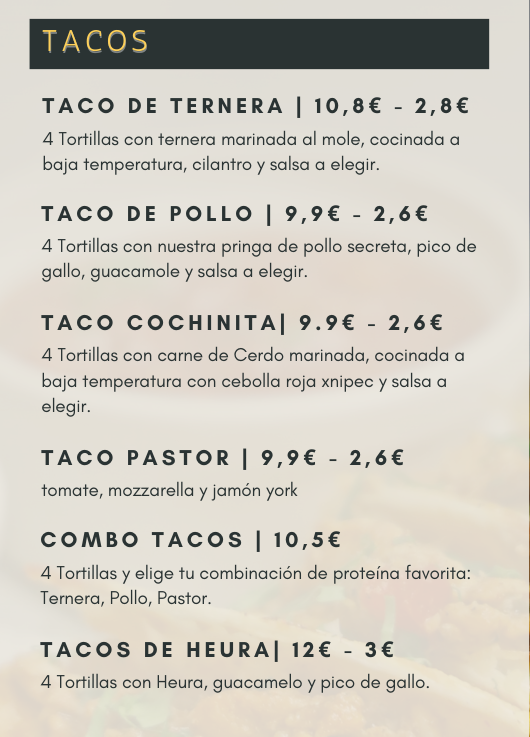 TACOS
TACO DE TERNERA | 10,8€ - 2,8€
4 Tortillas con ternera marinada al mole, cocinada a
baja temperatura, cilantro y salsa a elegir.
TACO DE POLLO | 9,9€ - 2,6€
4 Tortillas con nuestra pringa de pollo secreta, pico de
gallo, guacamole y salsa a elegir.
TACO COCHINITA| 9.9€ - 2,6€
4 Tortillas con carne de Cerdo marinada, cocinada a
baja temperatura con cebolla roja xnipec y salsa a
elegir.
TACO PASTOR | 9,9€ - 2,6€
tomate, mozzarella y jamón york
COMBO TACOS | 10,5€
4 Tortillas y elige tu combinación de proteína favorita:
Ternera, Pollo, Pastor.
TACOS DE HEURA| 12€ - 3€
4 Tortillas con Heura, guacamelo y pico de gallo.